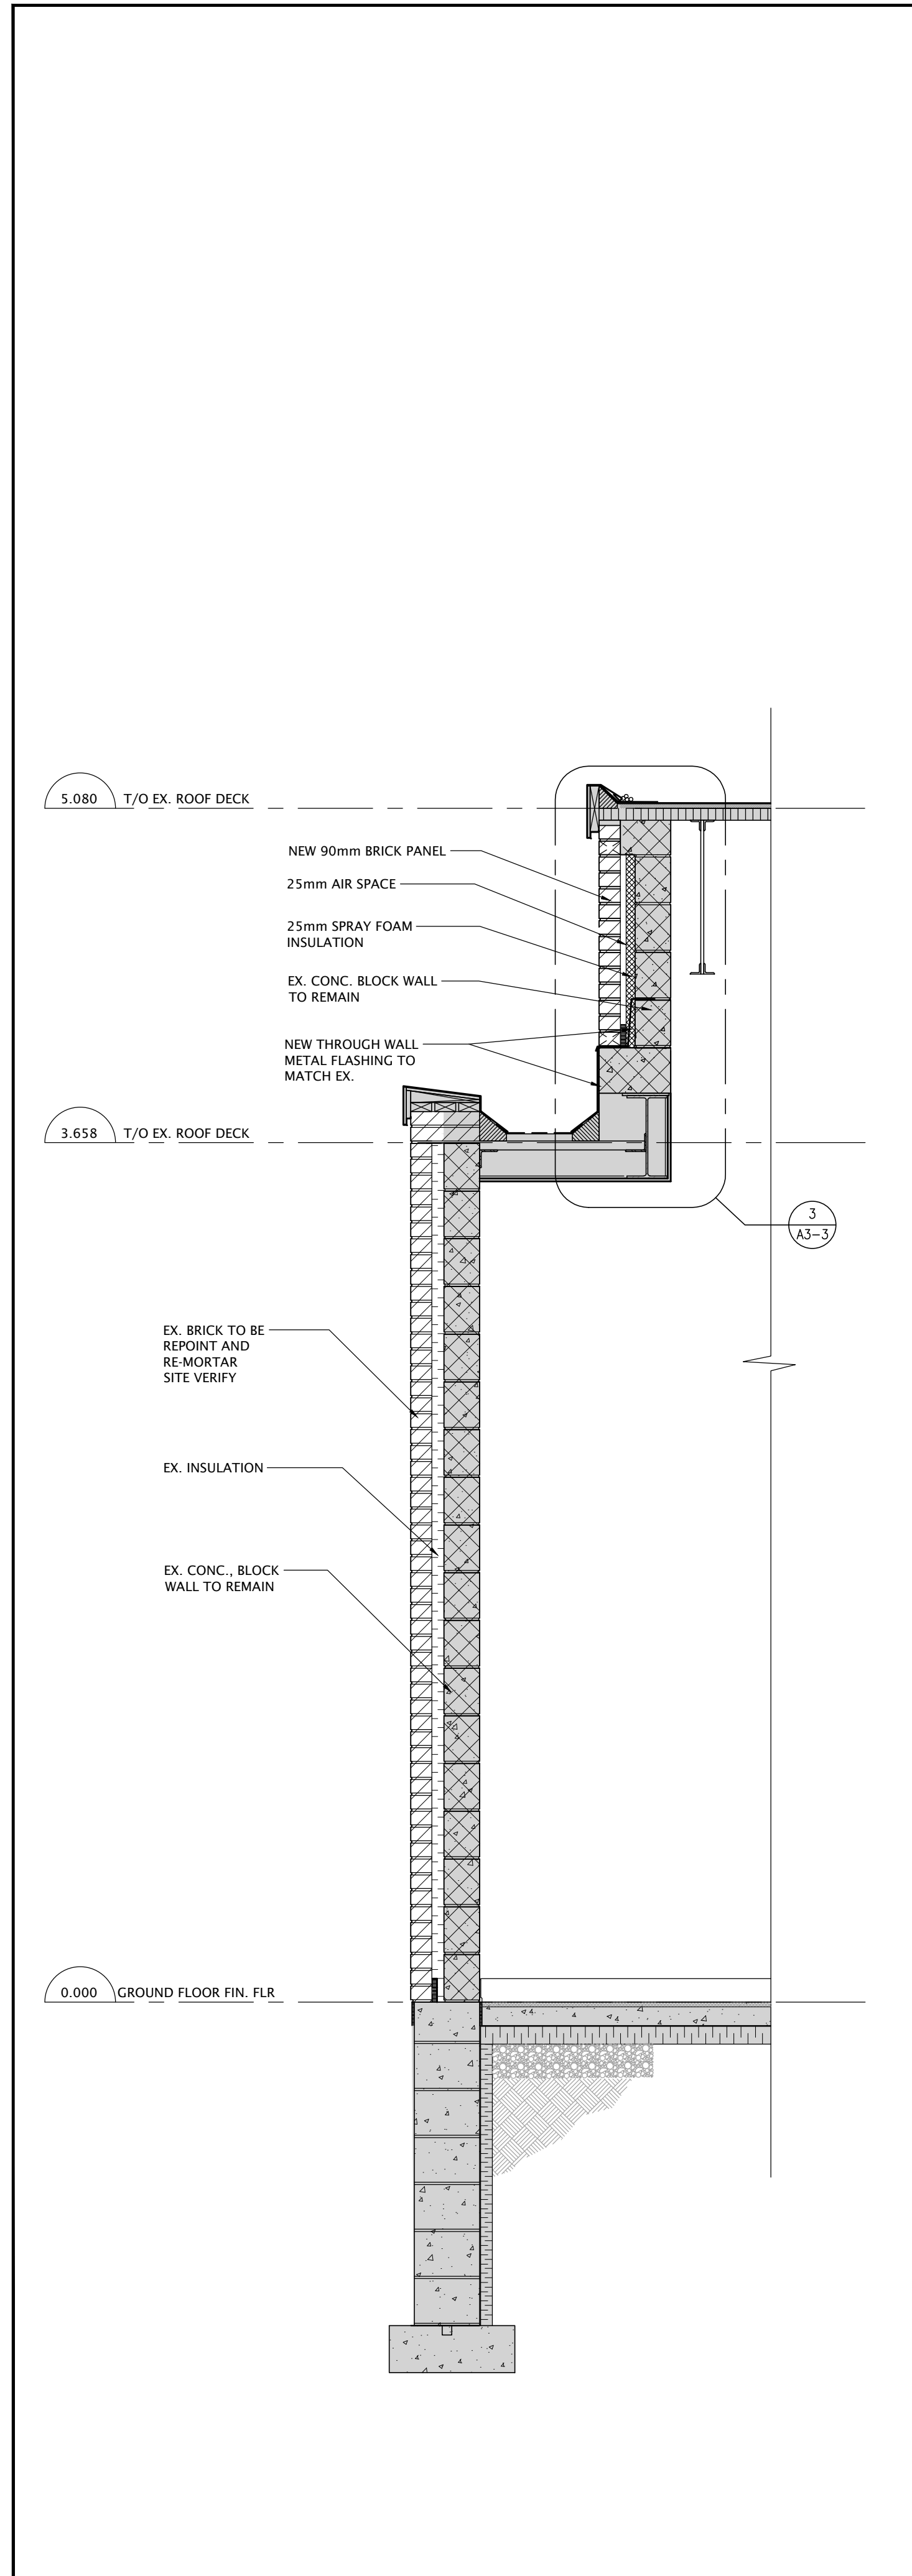 5.080 T/O EX. ROOF DECK
NEW 90mm BRICK PANEL
25mm AIR SPACE
25mm SPRAY FOAM
INSULATION
EX. CONC. BLOCK WALL
TO REMAIN
NEW THROUGH WALL
METAL FLASHING TO
MATCH EX.
3.658 T/O EX. ROOF DECK
3
A3-3
EX. BRICK TO BE
REPOINT AND
RE-MORTAR
SITE VERIFY
EX. INSULATION
EX. CONC., BLOCK
WALL TO REMAIN
0.000 GROUND FLOOR FIN. FLR